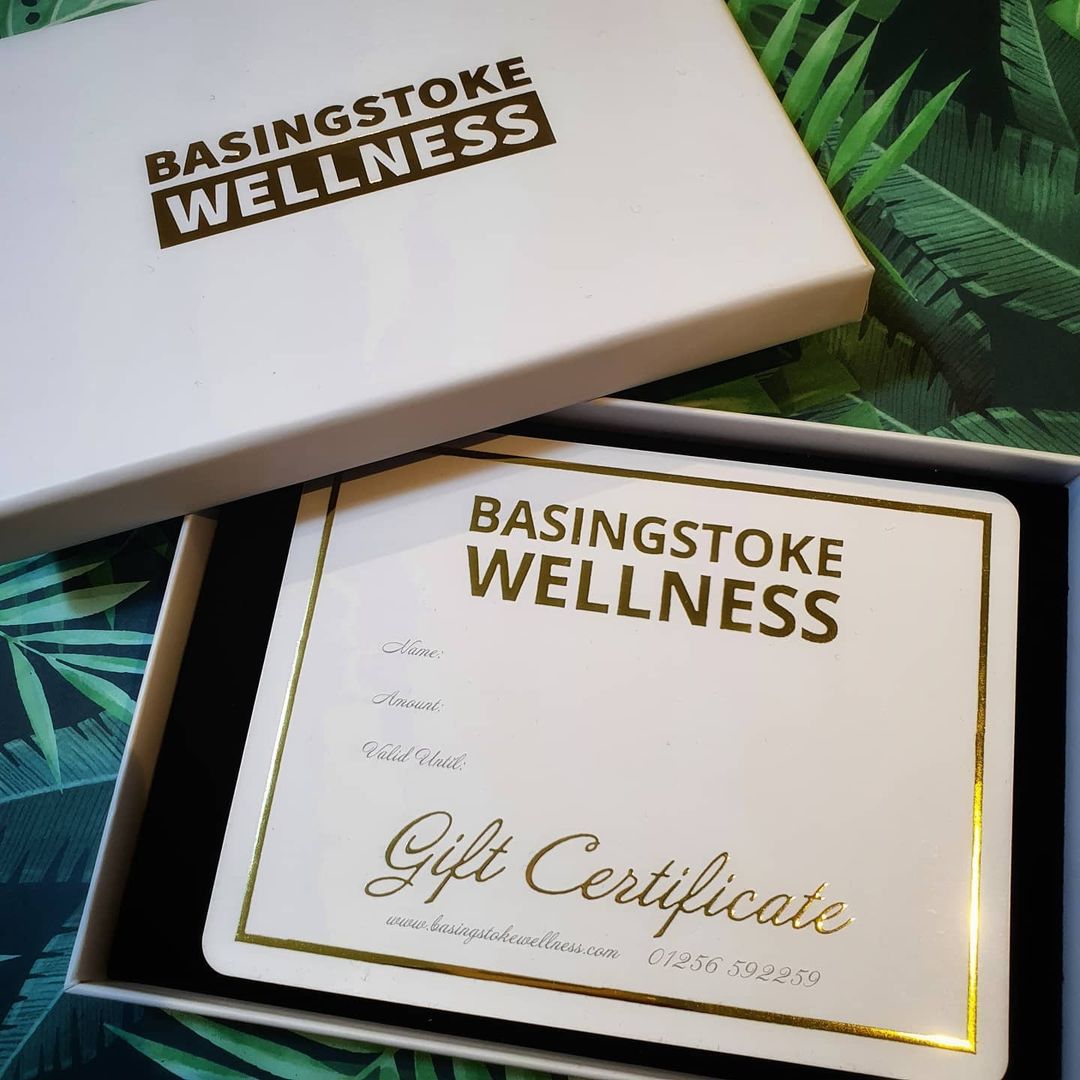 BASINGSTOKE
WELLNESS
BASINGSTOKE
WELLNESS
Name:
Amount:
Valid Until:
Gift Certificate
www.basingstokewellness.com 01256 592259